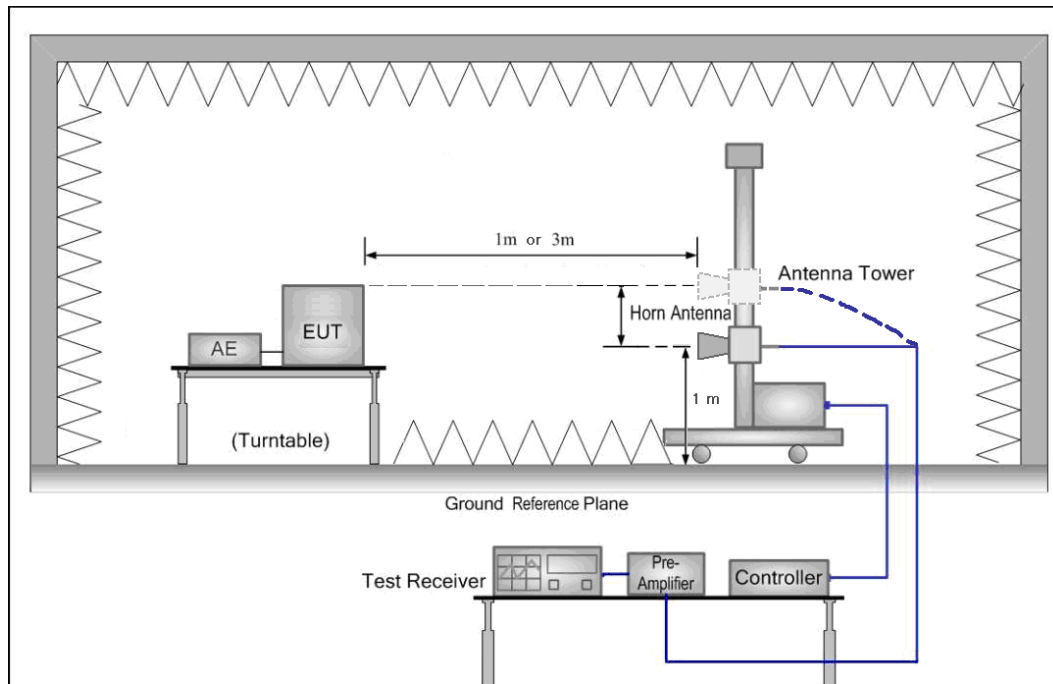 1m or 3m
Antenna Tower
Horn Antenna
EUT
AE
1 m
(Turntable)
Ground Reference Plane
Test Receiver
Pre-
Amplifier
Controller